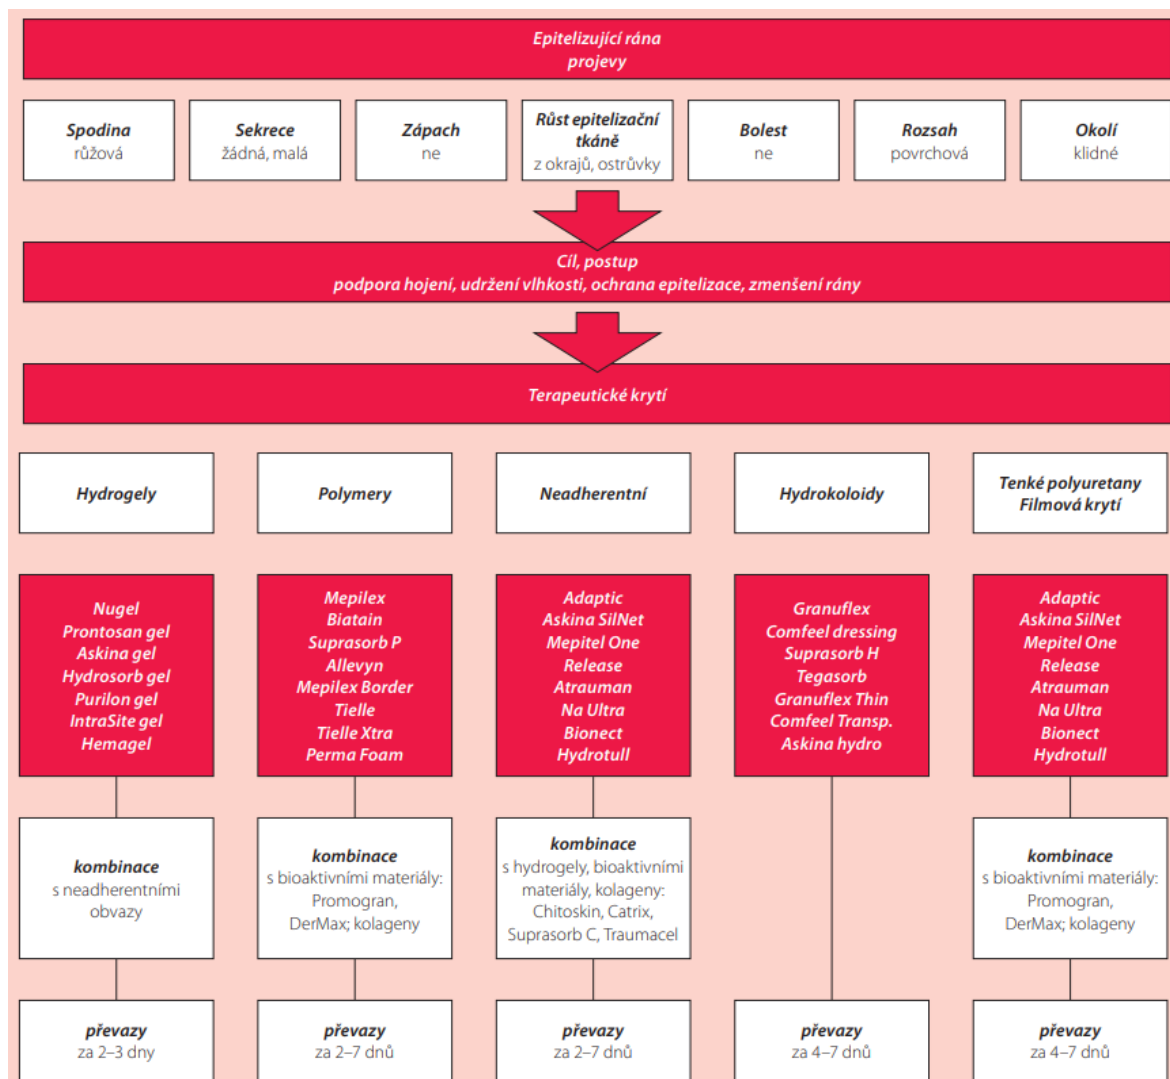 Epitelizující rána
projevy
Spodina
růžová
Sekrece
žádná, malá
Zápach
ne
Růst epitelizační
tkáně
z okrajů, ostrůvky
Bolest
ne
Rozsah
povrchová
Okolí
klidné
Cíl, postup
podpora hojení, udržení vlhkosti, ochrana epitelizace, zmenšení rány
Terapeutické krytí
Hydrogely
Polymery
Neadherentní
Hydrokoloidy
Tenké polyuretany
Filmová krytí
Nugel
Prontosan gel
Askina gel
Hydrosorb gel
Purilon gel
IntraSite gel
Hemagel
Mepilex
Biatain
Suprasorb P
Allevyn
Mepilex Border
Tielle
Tielle Xtra
Perma Foam
Adaptic
Askina SilNet
Mepitel One
Release
Atrauman
Na Ultra
Bionect
Hydrotull
Granuflex
Comfeel dressing
Suprasorb H
Tegasorb
Granuflex Thin
Comfeel Transp.
Askina hydro
Adaptic
Askina SilNet
Mepitel One
Release
Atrauman
Na Ultra
Bionect
Hydrotull
kombinace
s neadherentními
obvazy
kombinace
s bioaktivními materiály:
Promogran,
DerMax; kolageny
kombinace
s hydrogely, bioaktivními
materiály, kolageny:
Chitoskin, Catrix,
Suprasorb C, Traumacel
kombinace
s bioaktivními materiály:
Promogran,
DerMax; kolageny
převazy
za 2–3 dny
převazy
za 2–7 dnů
převazy
za 2–7 dnů
převazy
za 4–7 dnů
převazy
za 4–7 dnů